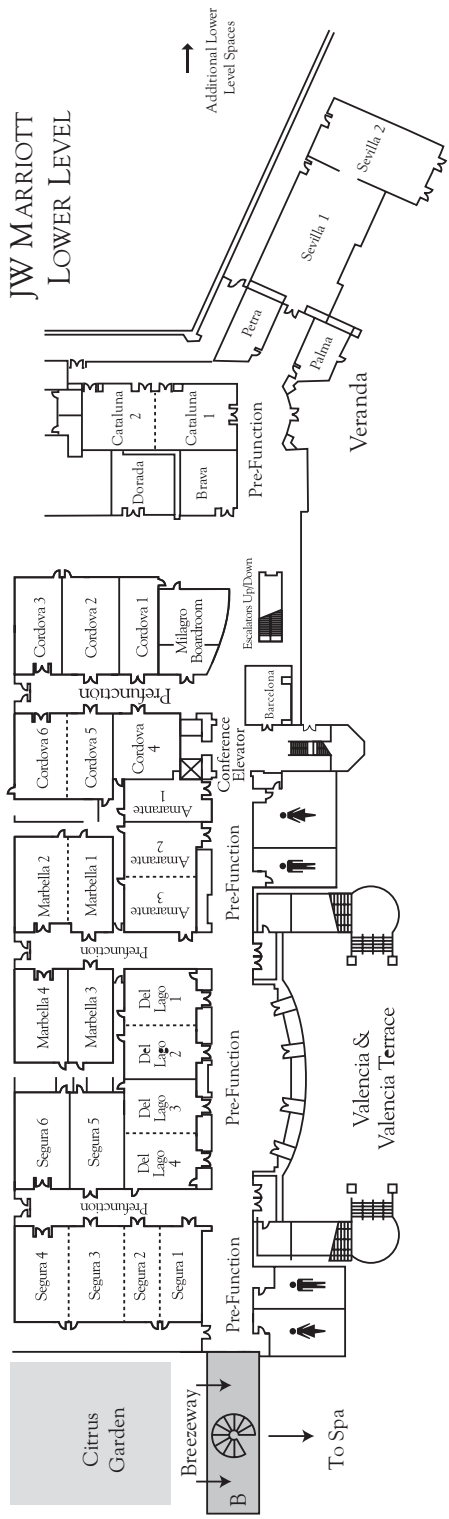 JW MARRIOTT
LOWER LEVEL
Additional Lower
Level Spaces
Sevilla 2
Sevilla 1
Petra
Palma
Veranda
Cataluna
2
Cataluna
1
Dorada
Brava
Pre-Function
Cordova 3
Cordova 2
Cordova 1
Milagro
Boardroom
Escalators Up/Down
Prefunction
Barcelona
Cordova 6
Cordova 5
Cordova
4
Conference
Elevator
Amarante
1
Amarante
2
Amarante
3
Pre-Function
Marbella 2
Marbella 1
Prefunction
Marbella 4
Marbella 3
Del
Lago
1
Del
Lago
2
Del
Lago
3
Del
Lago
4
Pre-Function
Valencia &
Valencia Terrace
Segura 6
Segura 5
Prefunction
Segura 4
Segura 3
Segura 2
Segura 1
Pre-Function
Citrus
Garden
Breezeway
B
To Spa